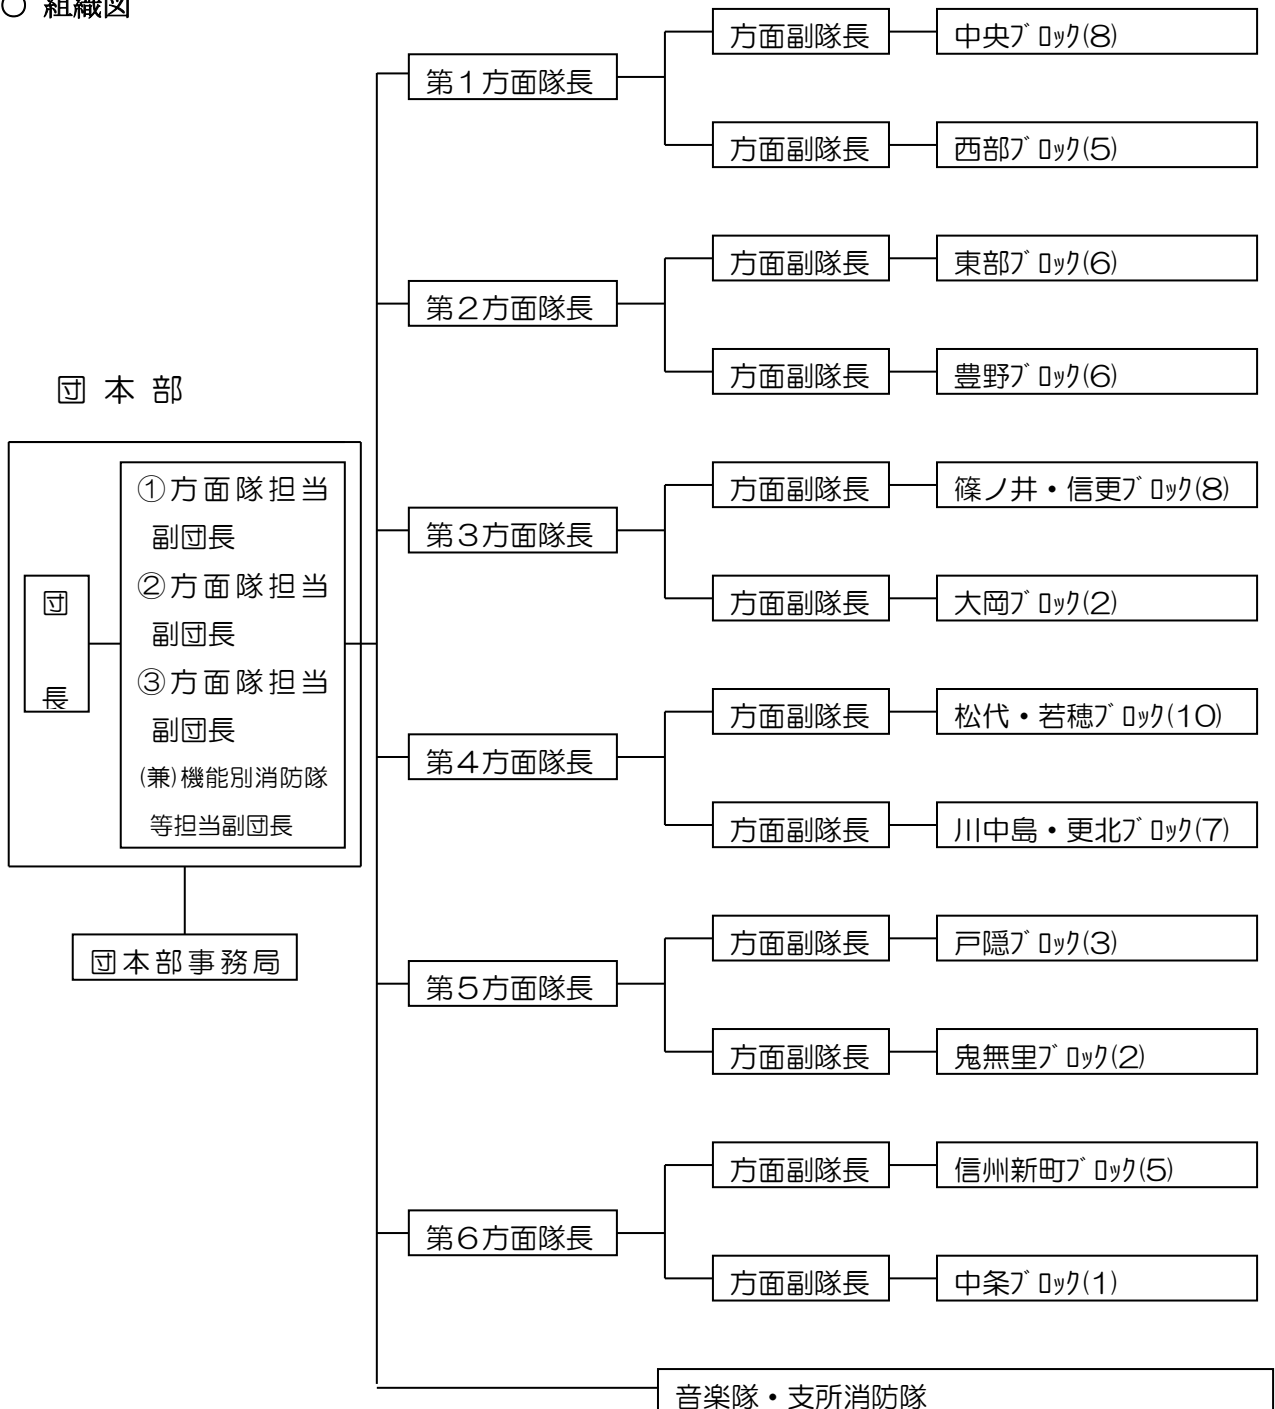 ○ 組織図
方面副隊長
中央ﾌﾞﾛｯｸ(8)
第1方面隊長
方面副隊長
西部ﾌﾞﾛｯｸ(5)
方面副隊長
東部ﾌﾞﾛｯｸ(6)
第2方面隊長
方面副隊長
豊野ﾌﾞﾛｯｸ(6)
団本部
①方面隊担当
副団長
②方面隊担当
副団長
③方面隊担当
副団長
(兼)機能別消防隊
等担当副団長
団
長
団本部事務局
方面副隊長
篠ノ井・信更ﾌﾞﾛｯｸ(8)
第3方面隊長
方面副隊長
大岡ﾌﾞﾛｯｸ(2)
方面副隊長
松代・若穂ﾌﾞﾛｯｸ(10)
第4方面隊長
方面副隊長
川中島・更北ﾌﾞﾛｯｸ(7)
方面副隊長
戸隠ﾌﾞﾛｯｸ(3)
第5方面隊長
方面副隊長
鬼無里ﾌﾞﾛｯｸ(2)
方面副隊長
信州新町ﾌﾞﾛｯｸ(5)
第6方面隊長
方面副隊長
中条ﾌﾞﾛｯｸ(1)
音楽隊・支所消防隊